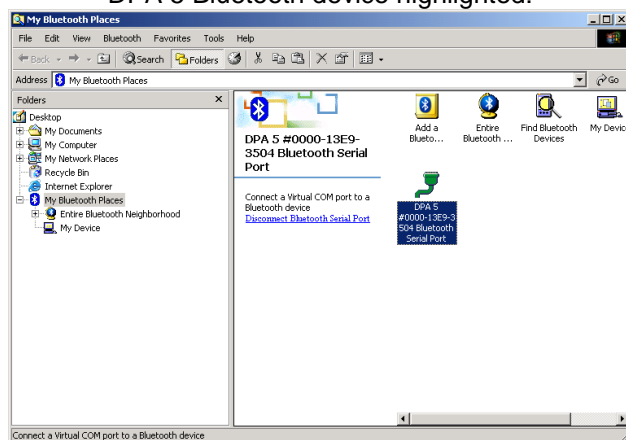 DPA 5 Bluetooth device highlighted.
My Bluetooth Places
File Edit View Bluetooth Favorites Tools Help
Back Search Folders
Address My Bluetooth Places Go
Folders
Desktop
My Documents
My Computer
My Network Places
Recycle Bin
Internet Explorer
My Bluetooth Places
Entire Bluetooth Neighborhood
My Device
DPA 5 #0000-13E9-
3504 Bluetooth Serial
Port
Connect a Virtual COM port to a
Bluetooth device
Disconnect Bluetooth Serial Port
Add a
Blueto...
Entire
Bluetooth ...
Find Bluetooth
Devices
My Devic
DPA 5
#0000-13E9-3
504 Bluetooth
Serial Port
Connect a Virtual COM port to a Bluetooth device